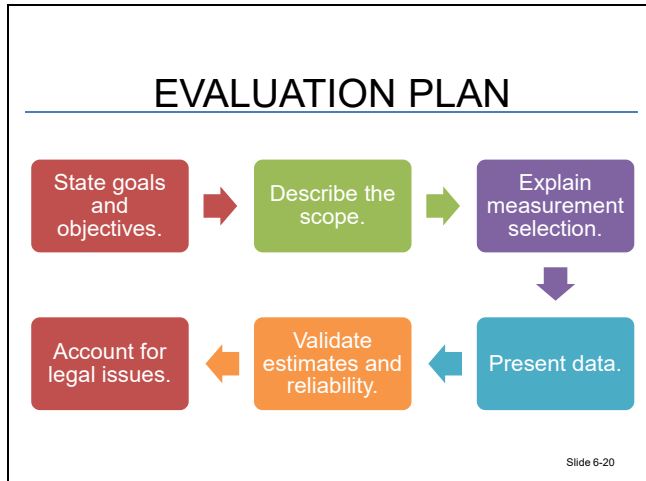 EVALUATION PLAN
State goals
and
objectives.
Describe the
scope.
Explain
measurement
selection.
Present data.
Validate
estimates and
reliability.
Account for
legal issues.
Slide 6-20